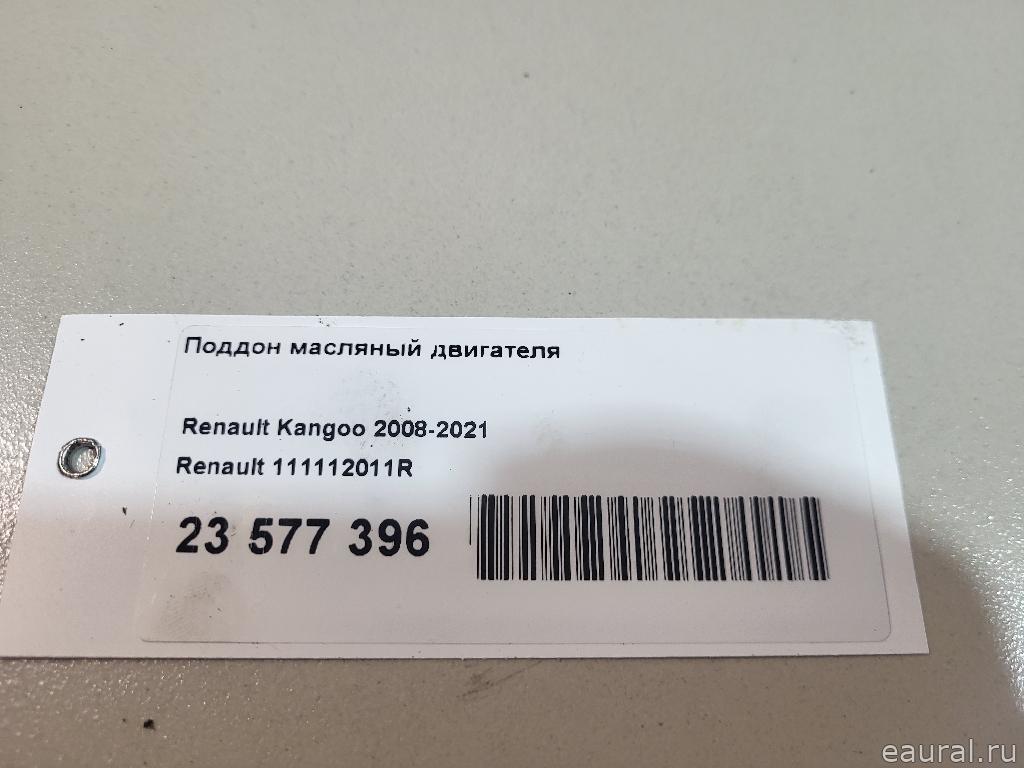 Поддон масляный двигателя
Renault Kangoo 2008-2021
Renault 111112011R
23 577 396
eaural.ru